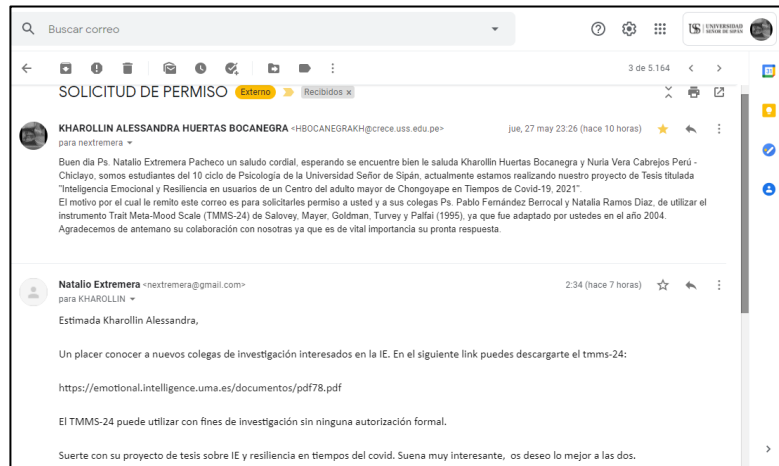 Buscar correo
USS UNIVERSIDAD
SEÑOR DE SIPÁN
3 de 5.164
SOLICITUD DE PERMISO Externo Recibidos x
KHAROLLIN ALESSANDRA HUERTAS BOCANEGRA <HBOCANEGRAKH@crece.uss.edu.pe> jue, 27 may 23:26 (hace 10 horas)
para nextremera
Buen dia Ps. Natalio Extremera Pacheco un saludo cordial, esperando se encuentre bien le saluda Kharollin Huertas Bocanegra y Nuria Vera Cabrejos Perú -
Chiclayo, somos estudiantes del 10 ciclo de Psicología de la Universidad Señor de Sipán, actualmente estamos realizando nuestro proyecto de Tesis titulada
"Inteligencia Emocional y Resiliencia en usuarios de un Centro del adulto mayor de Chongoyape en Tiempos de Covid-19, 2021".
El motivo por el cual le remito este correo es para solicitarles permiso a usted y a sus colegas Ps. Pablo Fernández Berrocal y Natalia Ramos Díaz, de utilizar el
instrumento Trait Meta-Mood Scale (TMMS-24) de Salovey, Mayer, Goldman, Turvey y Palfai (1995), ya que fue adaptado por ustedes en el año 2004.
Agradecemos de antemano su colaboración con nosotras ya que es de vital importancia su pronta respuesta.
Natalio Extremera <nextremera@gmail.com> 2:34 (hace 7 horas)
para KHAROLLIN
Estimada Kharollin Alessandra,
Un placer conocer a nuevos colegas de investigación interesados en la IE. En el siguiente link puedes descargarte el tmms-24:
https://emotional.intelligence.uma.es/documentos/pdf78.pdf
El TMMS-24 puede utilizar con fines de investigación sin ninguna autorización formal.
Suerte con su proyecto de tesis sobre IE y resiliencia en tiempos del covid. Suena muy interesante, os deseo lo mejor a las dos.